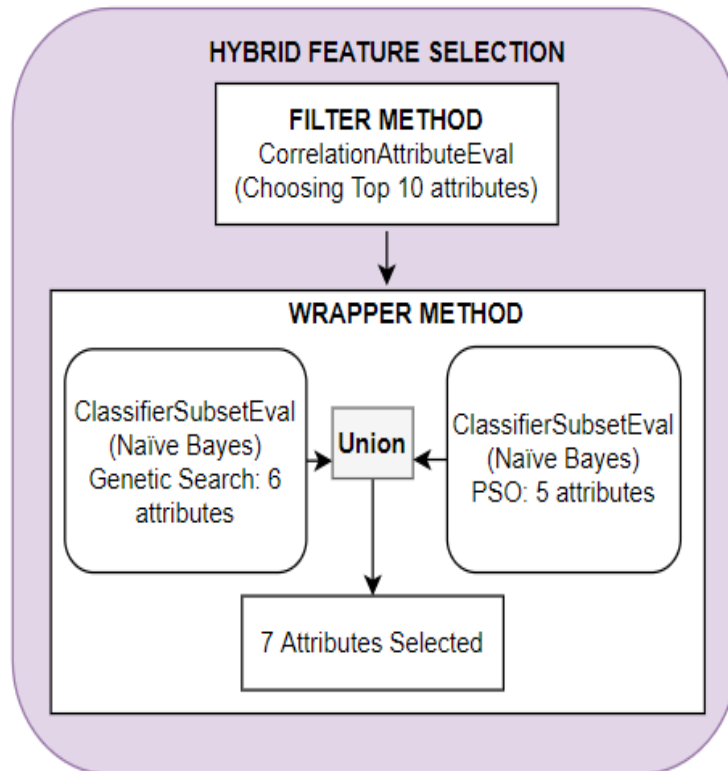 HYBRID FEATURE SELECTION
FILTER METHOD
CorrelationAttributeEval
(Choosing Top 10 attributes)
WRAPPER METHOD
ClassifierSubsetEval
(Naïve Bayes)
Genetic Search: 6
attributes
Union
ClassifierSubsetEval
(Naïve Bayes)
PSO: 5 attributes
7 Attributes Selected